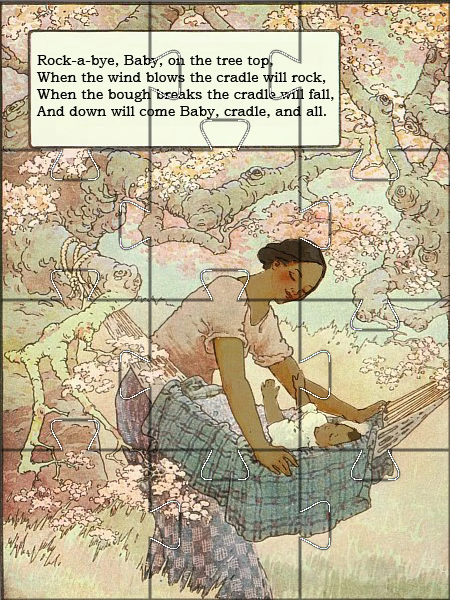 Rock-a-bye, Baby, on the tree top,
When the wind blows the cradle will rock,
When the bough breaks the cradle will fall,
And down will come Baby, cradle, and all.